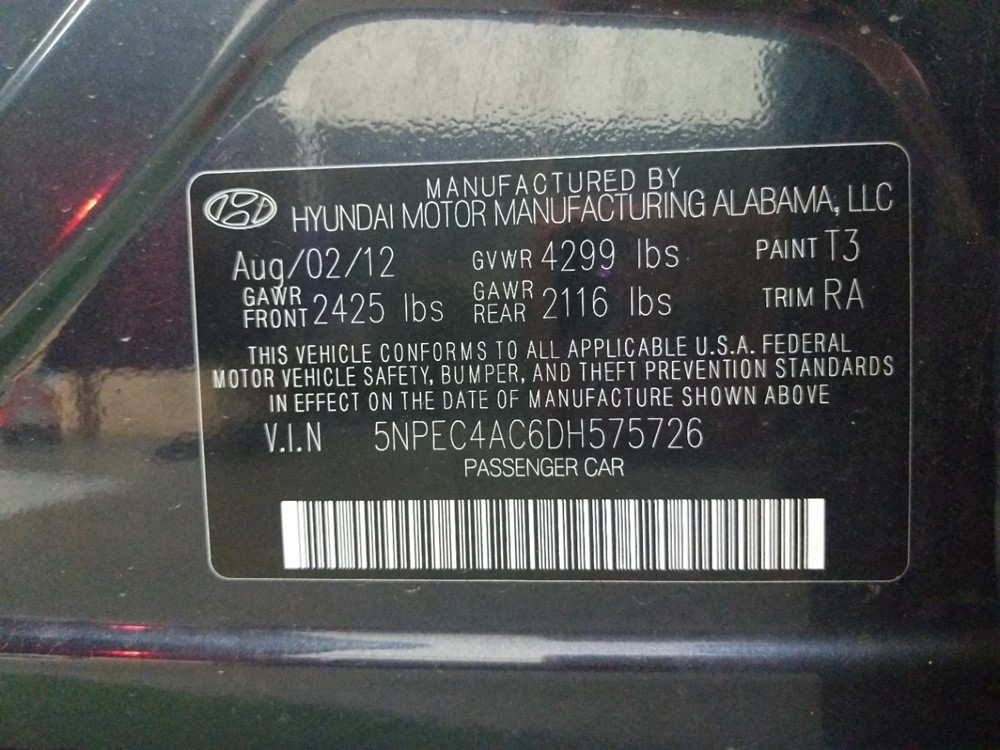 MANUFACTURED BY
HYUNDAI MOTOR MANUFACTURING ALABAMA, LLC
Aug/02/12 GVWR 4299 lbs PAINT T3
GAWR FRONT 2425 lbs GAWR REAR 2116 lbs TRIM RA
THIS VEHICLE CONFORMS TO ALL APPLICABLE U.S.A. FEDERAL
MOTOR VEHICLE SAFETY, BUMPER, AND THEFT PREVENTION STANDARDS
IN EFFECT ON THE DATE OF MANUFACTURE SHOWN ABOVE
V.I.N 5NPEC4AC6DH575726
PASSENGER CAR